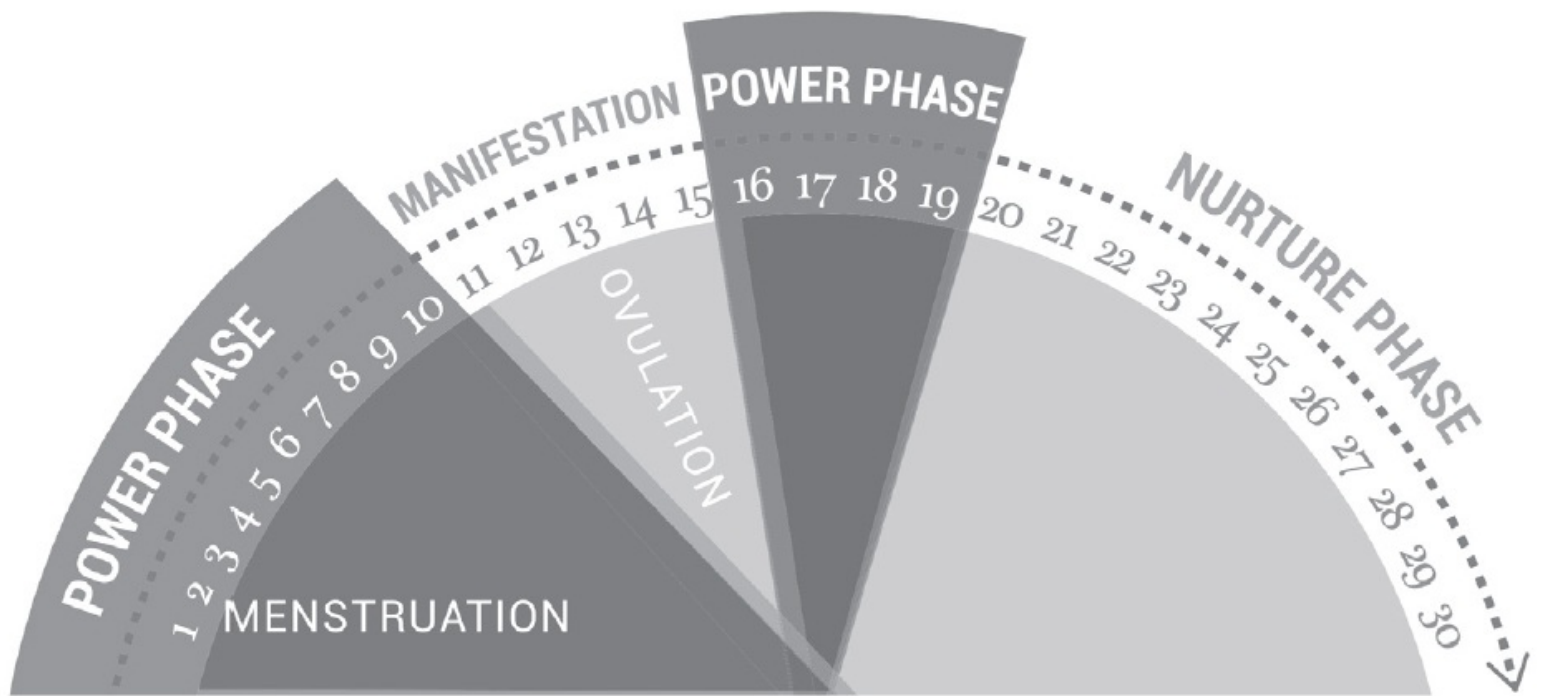 POWER PHASE
MANIFESTATION
POWER PHASE
NURTURE PHASE
1 2 3 4 5 6 7 8 9 10 11 12 13 14 15 16 17 18 19 20 21 22 23 24 25 26 27 28 29 30
OVULATION
MENSTRUATION